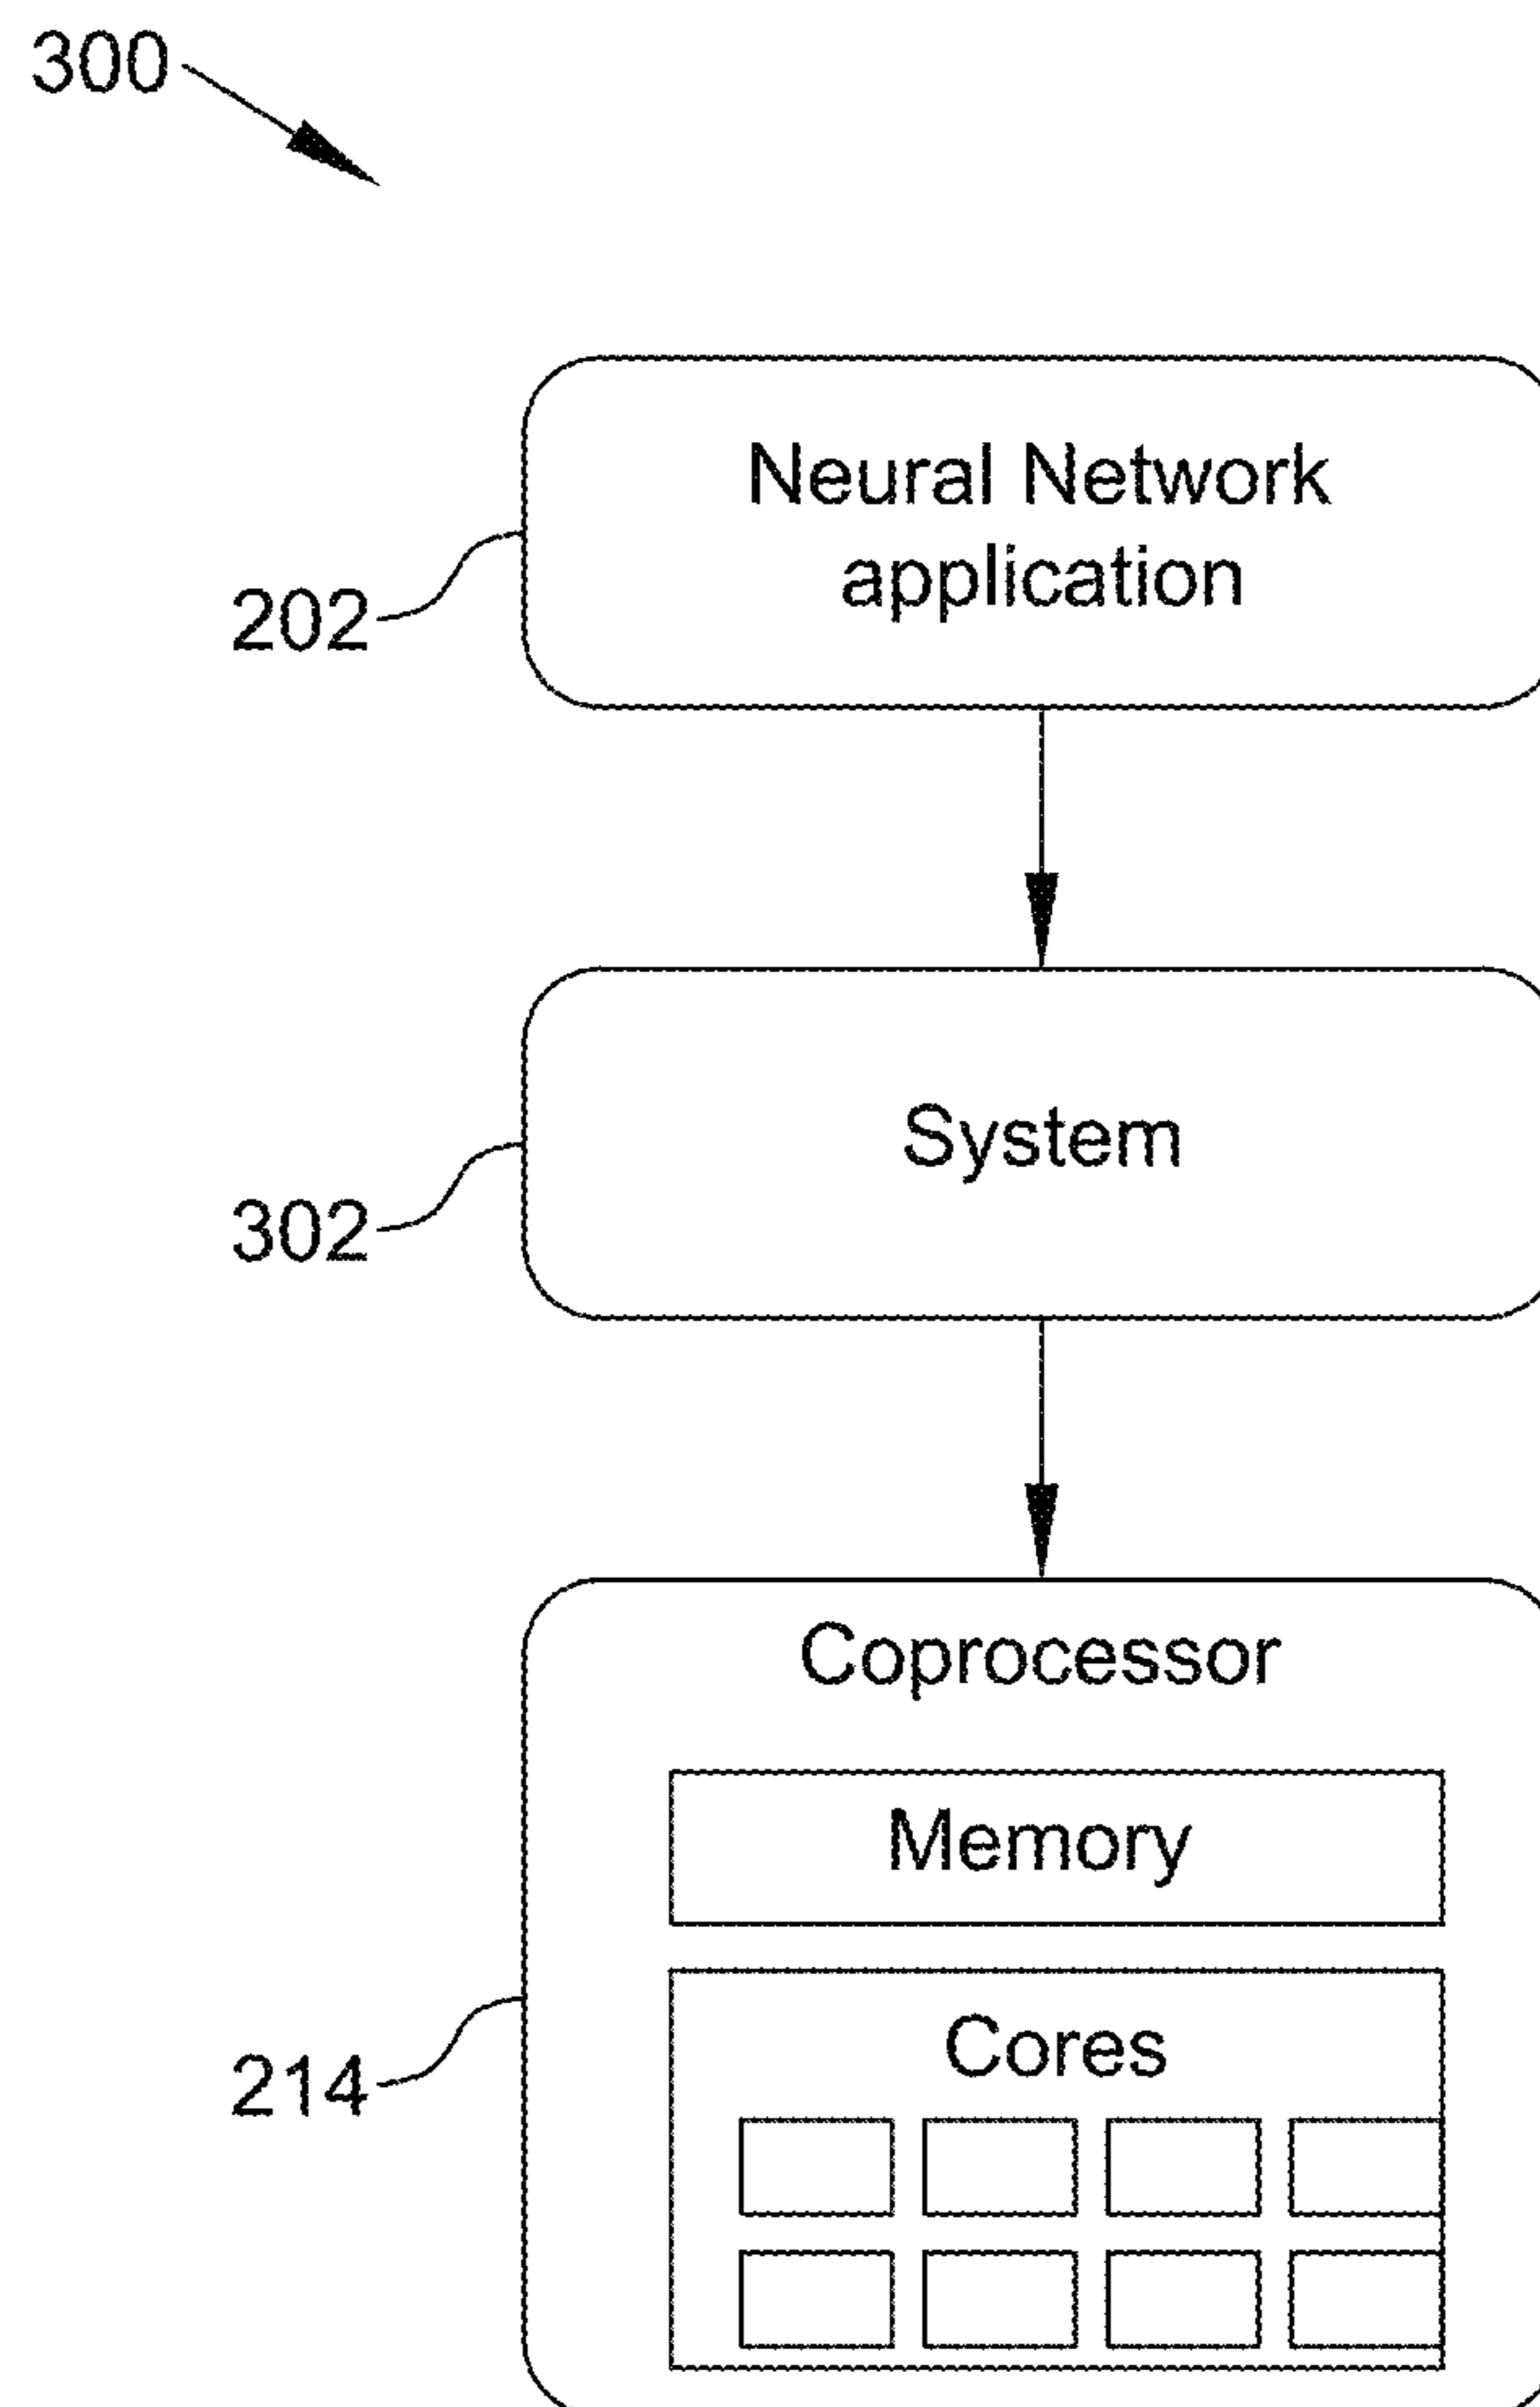 300
Neural Network
application
202
System
302
Coprocessor
Memory
Cores
214